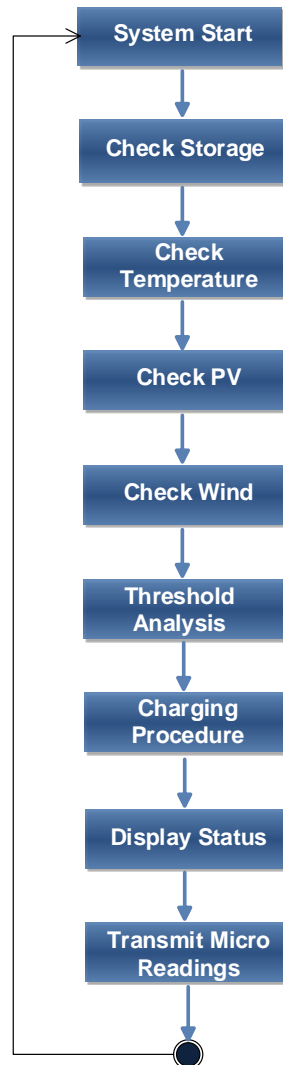 System Start
Check Storage
Check
Temperature
Check PV
Check Wind
Threshold
Analysis
Charging
Procedure
Display Status
Transmit Micro
Readings